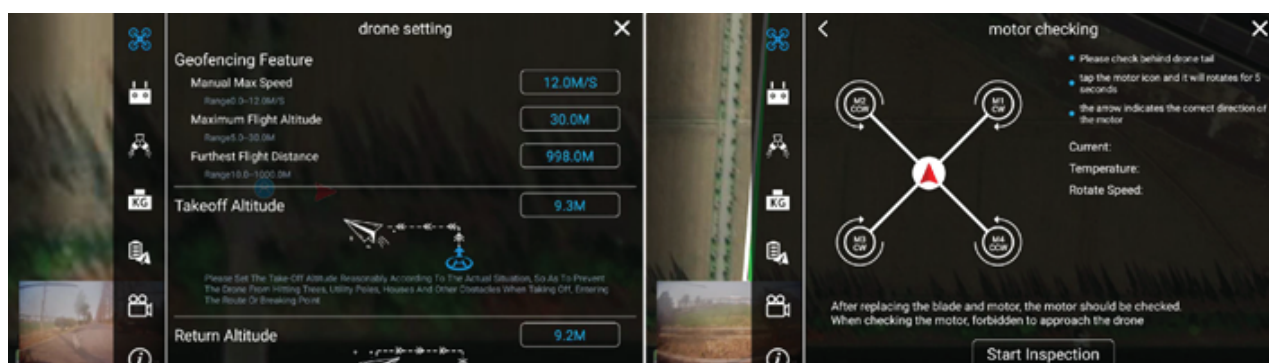 drone setting
Geofencing Feature
Manual Max Speed
12.0M/S
Range0.0~12.0M/S
Maximum Flight Altitude
30.0M
Range5.0~30.0M
Furthest Flight Distance
998.0M
Range10.0~1000.0M
Takeoff Altitude
9.3M
Please Set The Take-Off Altitude Reasonably According To The Actual Situation, So As To Prevent
The Drone From Hitting Trees, Utility Poles, Houses And Other Obstacles When Taking Off, Entering
The Route Or Breaking Point
Return Altitude
9.2M
KG
motor checking
Please check behind drone tail
tap the motor icon and it will rotates for 5
seconds
the arrow indicates the correct direction of
the motor
Current:
Temperature:
Rotate Speed:
M2
CCW
M1
CW
M3
CW
M4
CCW
KG
After replacing the blade and motor, the motor should be checked.
When checking the motor, forbidden to approach the drone
Start Inspection